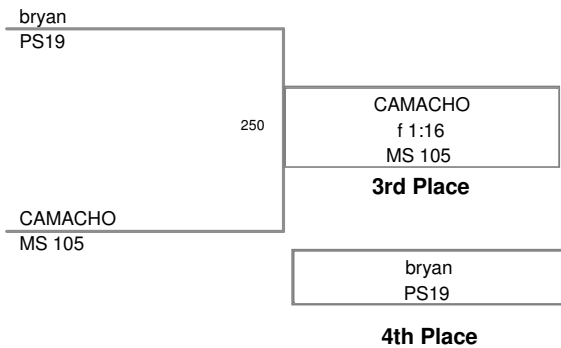 bryan
PS19
250
CAMACHO
f 1:16
MS 105
3rd Place
CAMACHO
MS 105
bryan
PS19
4th Place